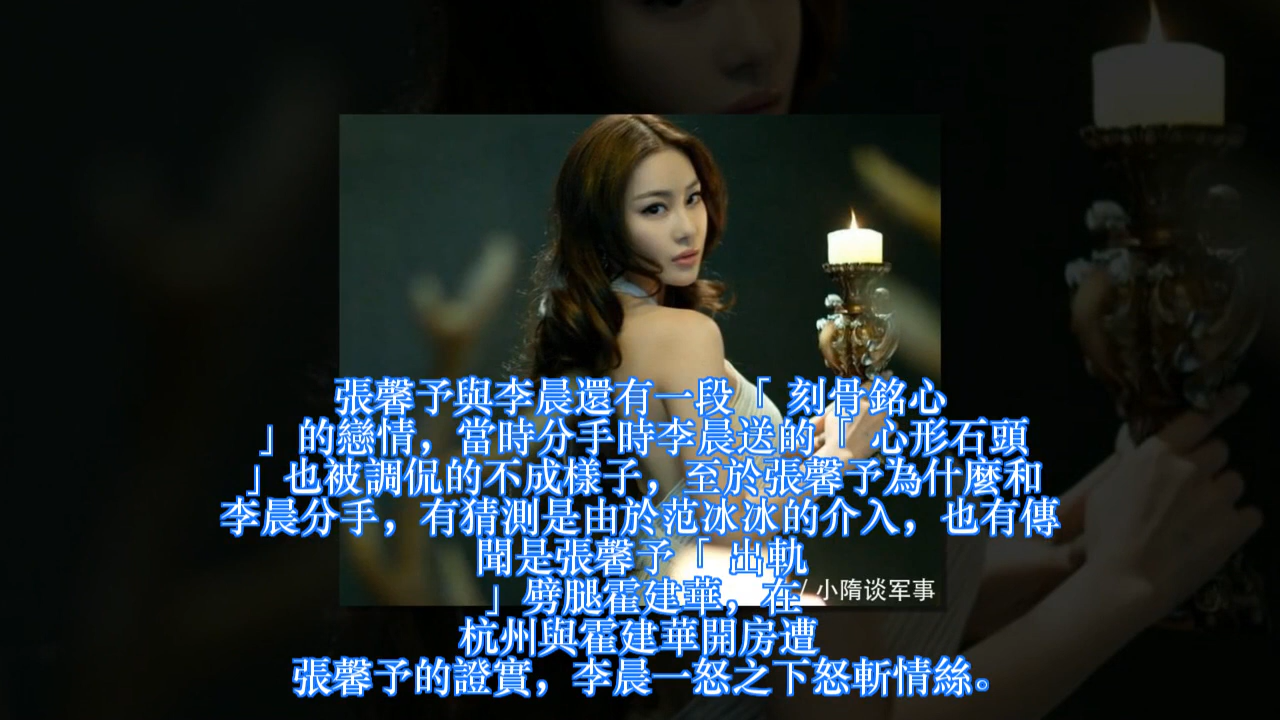 張馨予與李晨還有一段「 刻骨銘心
」的戀情，當時分手時李晨送的「 心形石頭
」也被調侃的不成樣子，至於張馨予為什麼和
李晨分手，有猜測是由於范冰冰的介入，也有傳
聞是張馨予「 出軌
」劈腿霍建華，在
/ 小隋谈军事
杭州與霍建華開房遭
張馨予的證實，李晨一怒之下怒斬情絲。